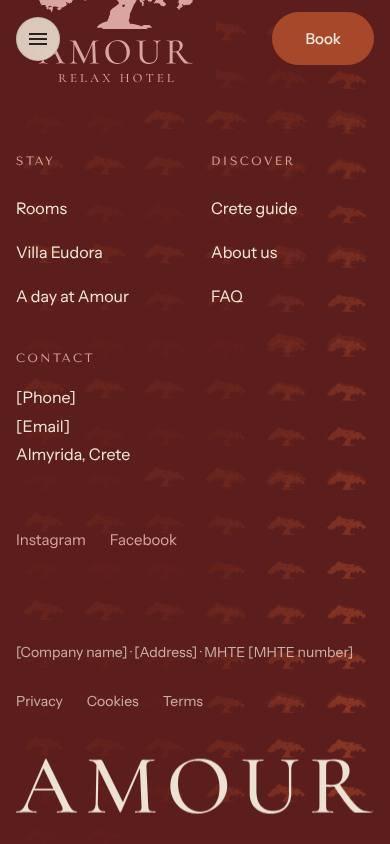 Book
AMOUR
RELAX HOTEL
STAY
Rooms
Villa Eudora
A day at Amour
DISCOVER
Crete guide
About us
FAQ
CONTACT
[Phone]
[Email]
Almyrida, Crete
Instagram
Facebook
[Company name] · [Address] · MHTE [MHTE number]
Privacy
Cookies
Terms
AMOUR